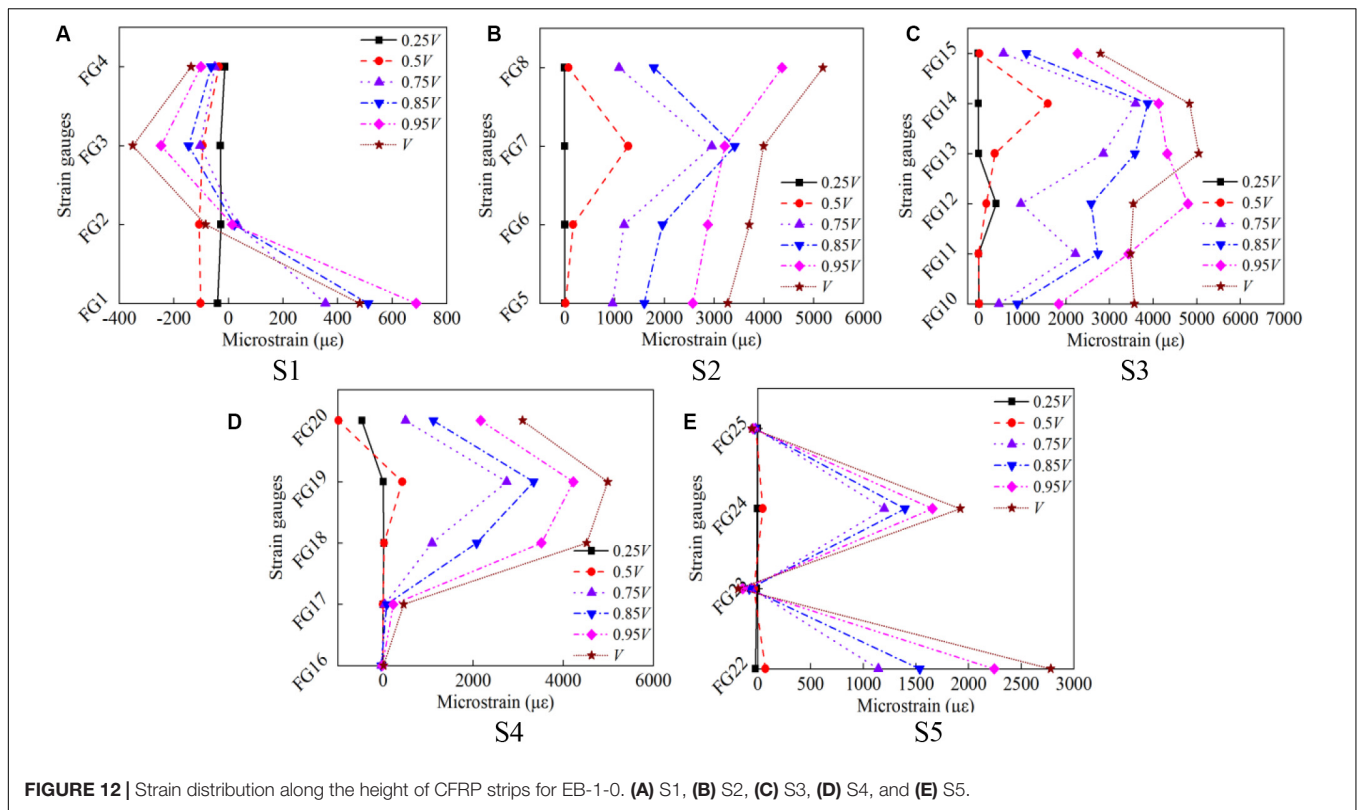 A
FG4
FG3
FG2
FG1
Strain gauges
0.25V
0.5V
0.75V
0.85V
0.95V
V
-400 -200 0 200 400 600 800
Microstrain (με)
S1
B
FG8
FG7
FG6
FG5
Strain gauges
0.25V
0.5V
0.75V
0.85V
0.95V
V
0 1000 2000 3000 4000 5000 6000
Microstrain (με)
S2
C
FG15
FG14
FG13
FG12
FG11
FG10
Strain gauges
0.25V
0.5V
0.75V
0.85V
0.95V
V
0 1000 2000 3000 4000 5000 6000 7000
Microstrain (με)
S3
D
FG20
FG19
FG18
FG17
FG16
Strain gauges
0.25V
0.5V
0.75V
0.85V
0.95V
V
0 2000 4000 6000
Microstrain (με)
S4
E
FG25
FG24
FG23
FG22
Strain gauges
0.25V
0.5V
0.75V
0.85V
0.95V
V
0 500 1000 1500 2000 2500 3000
Microstrain (με)
S5
FIGURE 12 | Strain distribution along the height of CFRP strips for EB-1-0. (A) S1, (B) S2, (C) S3, (D) S4, and (E) S5.